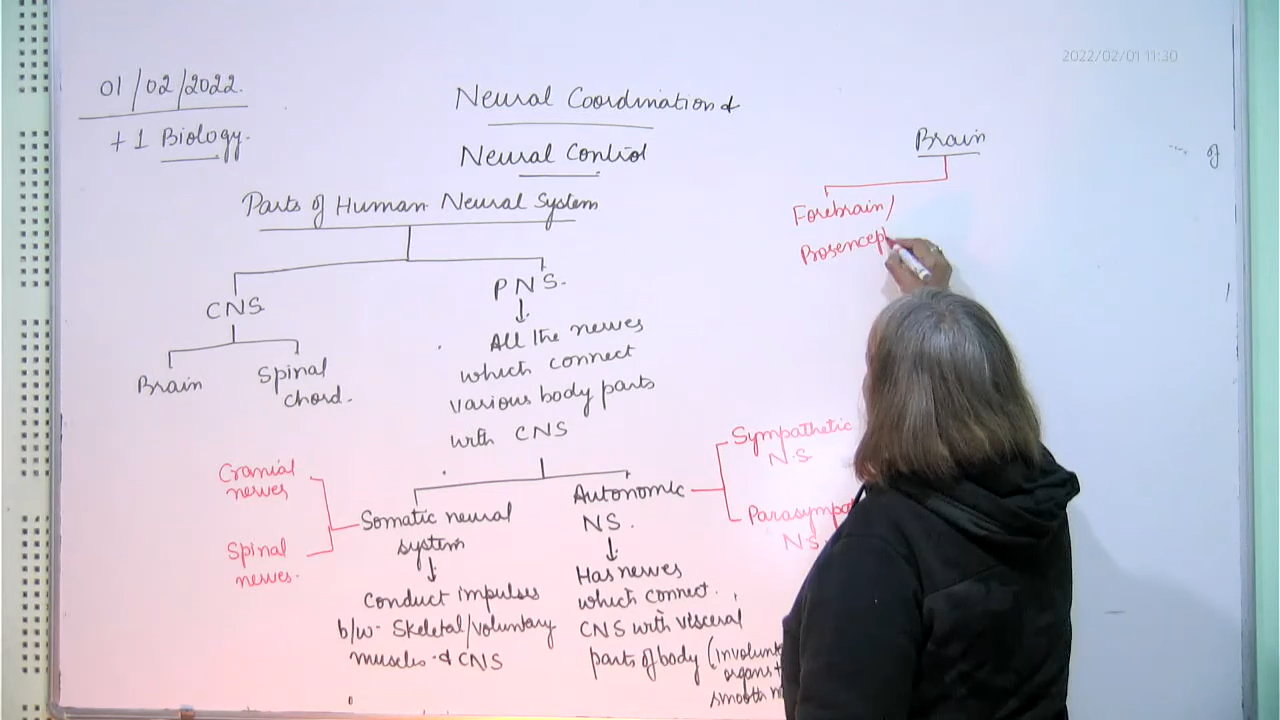 2022/02/01 11:30
01/02/2022.
+1 Biology.
Neural Coordination &
Neural Control
Parts of Human Neural System
CNS
Brain
Spinal
chord.
PNS.
All the nerves
which connect
various body parts
with CNS
Somatic neural
system
Cranial
nerves
Spinal
nerves.
Conduct impulses
b/w skeletal/voluntary
muscles & CNS
Autonomic
NS.
Has nerves
which connect
CNS with visceral
parts of body (involunt
organs +
smooth m
Sympathetic
N.S.
Parasympat
N.S.
Brain
Forebrain/
Prosencep
of